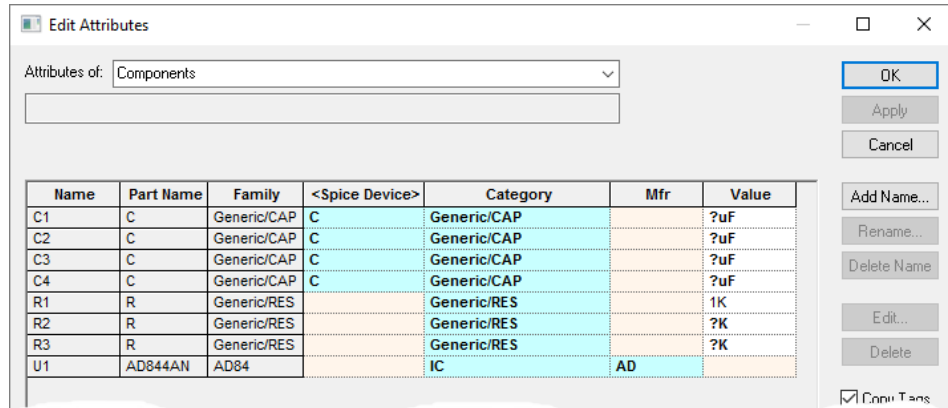 Edit Attributes
Attributes of: Components
OK
Apply
Cancel
Name Part Name Family <Spice Device> Category Mfr Value
Add Name...
C1 C Generic/CAP C Generic/CAP ?uF
C2 C Generic/CAP C Generic/CAP ?uF
Rename...
C3 C Generic/CAP C Generic/CAP ?uF
Delete Name
C4 C Generic/CAP C Generic/CAP ?uF
R1 R Generic/RES Generic/RES 1K
Edit...
R2 R Generic/RES Generic/RES ?K
R3 R Generic/RES Generic/RES ?K
Delete
U1 AD844AN AD84 IC AD
Copy Tags